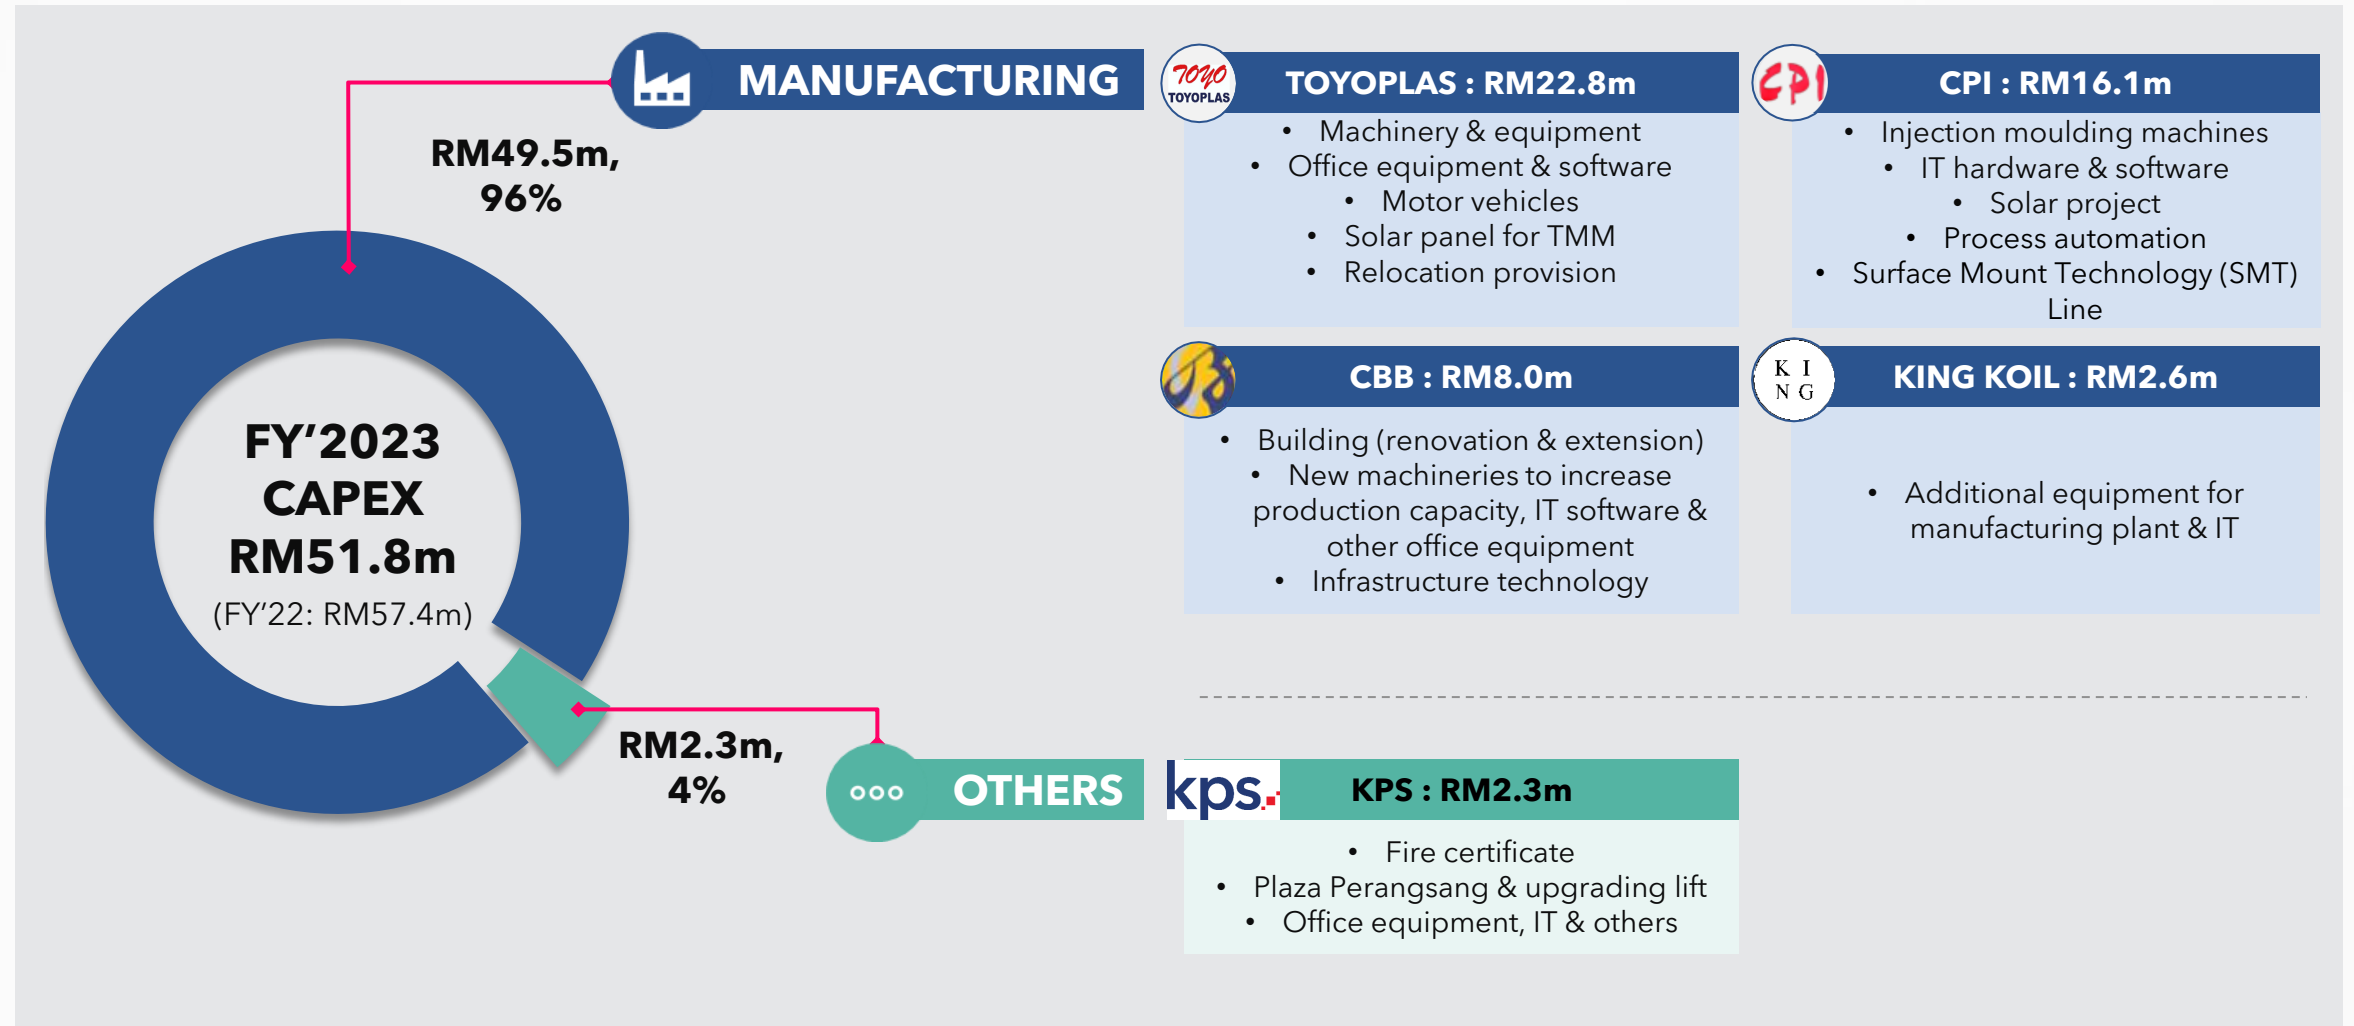 MANUFACTURING
RM49.5m,
96%
FY'2023
CAPEX
RM51.8m
(FY'22: RM57.4m)
RM2.3m,
4%
OTHERS
TOYO
TOYOPLAS
TOYOPLAS : RM22.8m
• Machinery & equipment
• Office equipment & software
• Motor vehicles
• Solar panel for TMM
• Relocation provision
CPI
CPI : RM16.1m
• Injection moulding machines
• IT hardware & software
• Solar project
• Process automation
• Surface Mount Technology (SMT)
Line
CBB : RM8.0m
• Building (renovation & extension)
• New machineries to increase
production capacity, IT software &
other office equipment
• Infrastructure technology
K I
N G
KING KOIL : RM2.6m
• Additional equipment for
manufacturing plant & IT
kps
KPS : RM2.3m
• Fire certificate
• Plaza Perangsang & upgrading lift
• Office equipment, IT & others